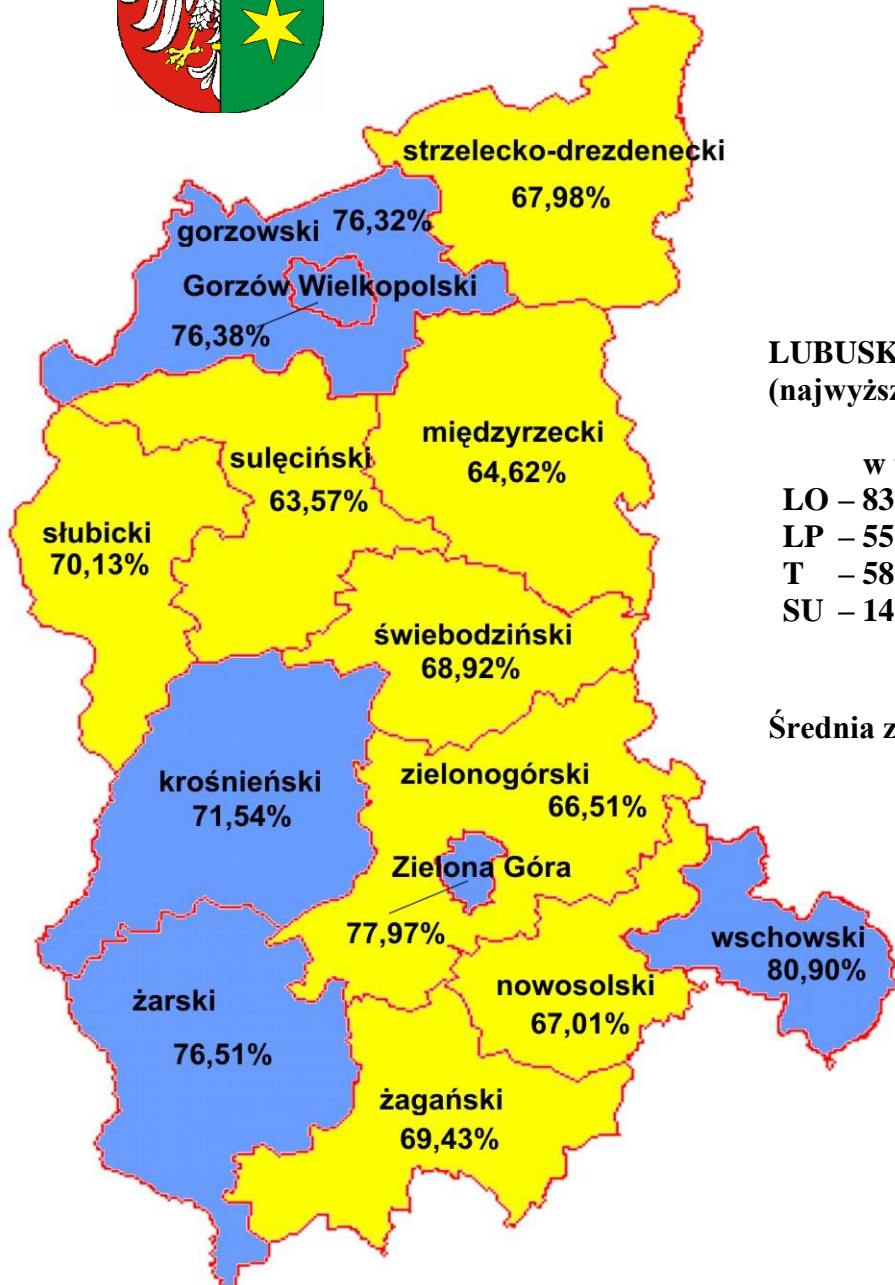 strzelecko-drezdenecki
67,98%
gorzowski 76,32%
Gorzów Wielkopolski
76,38%
międzyrzecki
64,62%
sulęciński
63,57%
słubicki
70,13%
świebodziński
68,92%
krośnieński
71,54%
zielonogórski
66,51%
Zielona Góra
77,97%
wschowski
80,90%
nowosolski
67,01%
żarski
76,51%
żagański
69,43%
LUBUSK
(najwyższ
w
LO – 83
LP – 55
T – 58
SU – 14
Średnia z